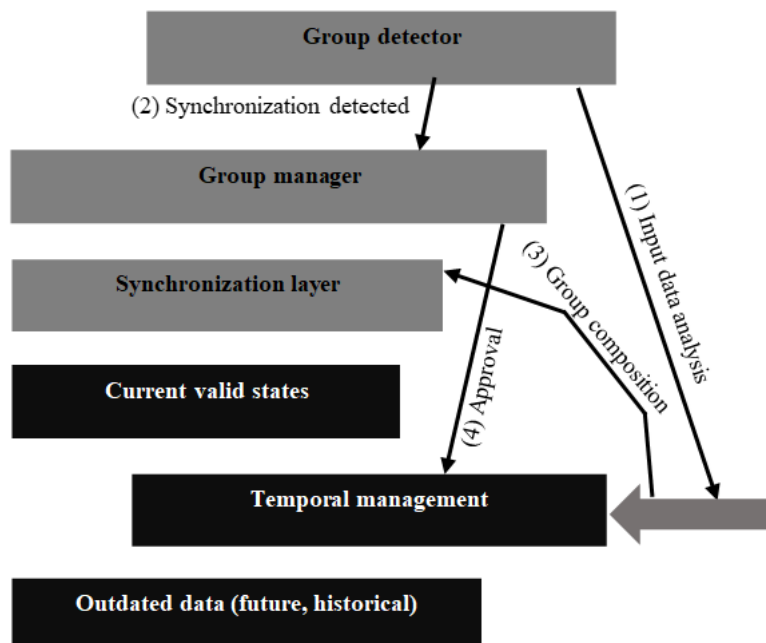 Group detector
(2) Synchronization detected
Group manager
(1) Input data analysis
(3) Group composition
Synchronization layer
(4) Approval
Current valid states
Temporal management
Outdated data (future, historical)